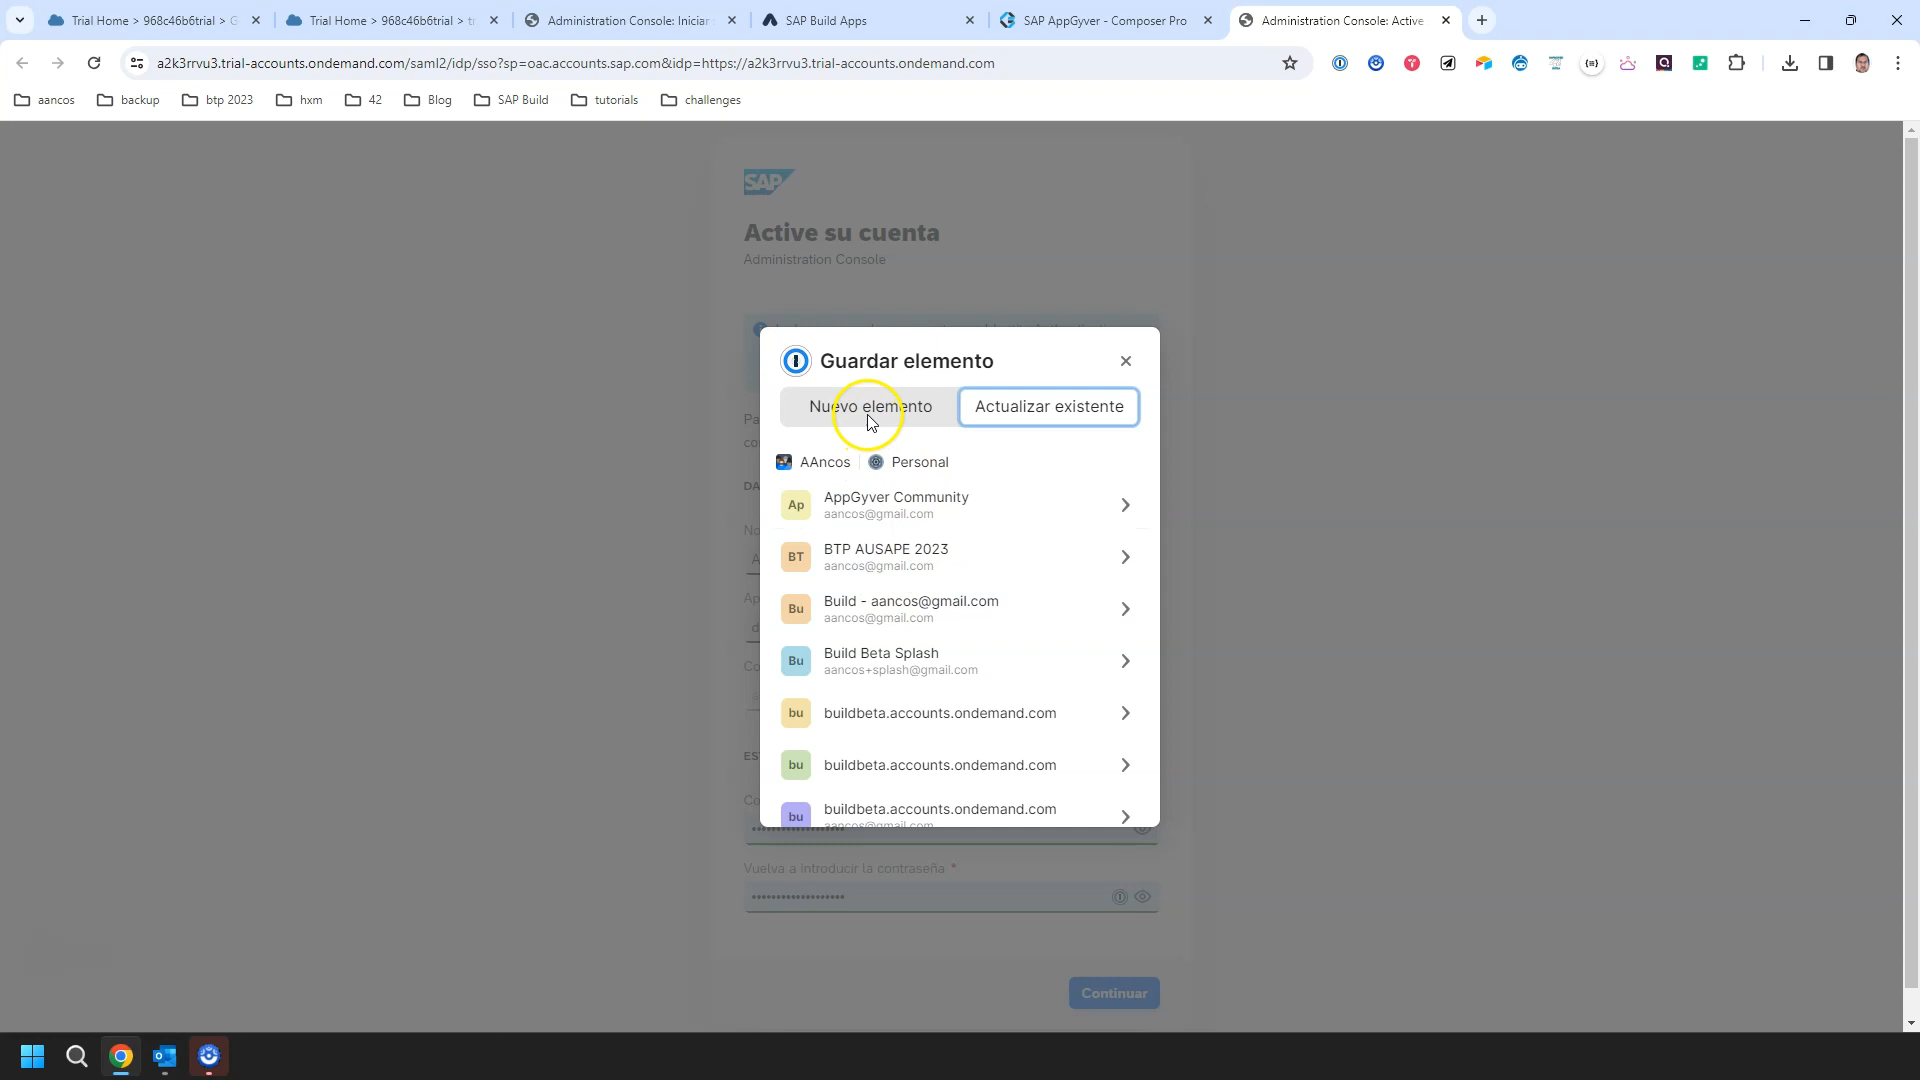 Trial Home > 968c46b6trial > G
Trial Home > 968c46b6trial > tr
Administration Console: Iniciar
SAP Build Apps
SAP AppGyver - Composer Pro
Administration Console: Active
a2k3rrvu3.trial-accounts.ondemand.com/saml2/idp/sso?sp=oac.accounts.sap.com&idp=https://a2k3rrvu3.trial-accounts.ondemand.com
aancos
backup
btp 2023
hxm
42
Blog
SAP Build
tutorials
challenges
SAP
Active su cuenta
Administration Console
Guardar elemento
Nuevo elemento
Actualizar existente
AAncos
Personal
Ap
AppGyver Community
aancos@gmail.com
BT
BTP AUSAPE 2023
aancos@gmail.com
Bu
Build - aancos@gmail.com
aancos@gmail.com
Bu
Build Beta Splash
aancos+splash@gmail.com
bu
buildbeta.accounts.ondemand.com
bu
buildbeta.accounts.ondemand.com
bu
buildbeta.accounts.ondemand.com
aancos@gmail.com
Vuelva a introducir la contraseña *
Continuar